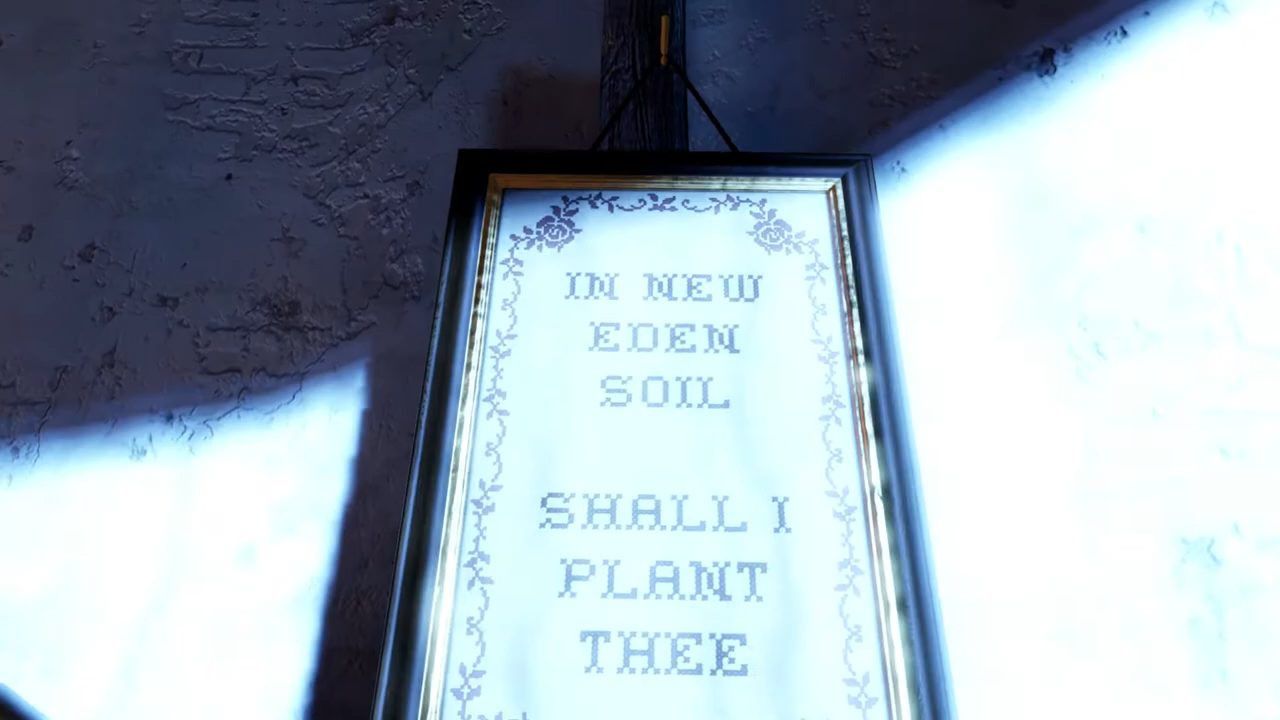 IN NEW
EDEN
SOIL
SHALL I
PLANT
THEE